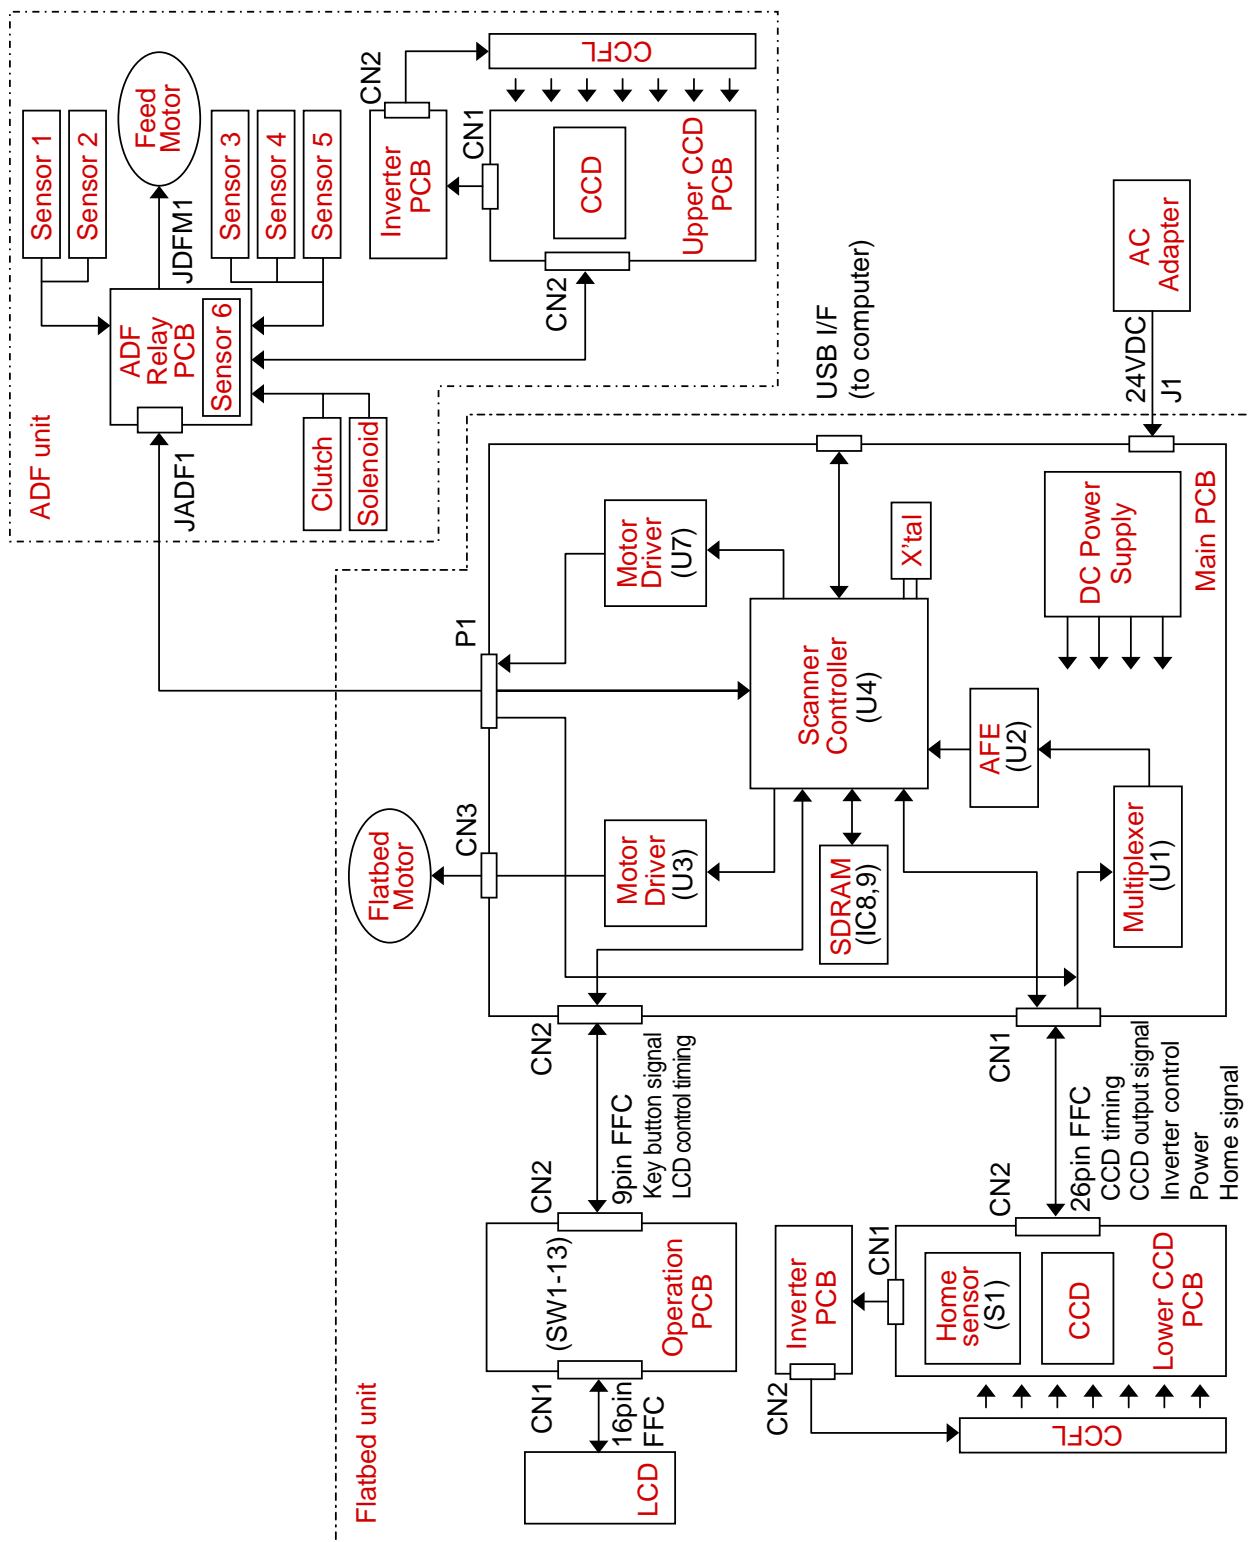 Flatbed unit
LCD
16pin
FFC
CN1
(SW1-13)
Operation
PCB
CN2
9pin FFC
Key button signal
LCD control timing
CN2
Flatbed
Motor
CN3
Motor
Driver
(U3)
P1
Motor
Driver
(U7)
Scanner
Controller
(U4)
X'tal
SDRAM
(IC8,9)
AFE
(U2)
Multiplexer
(U1)
DC Power
Supply
Main PCB
USB I/F
(to computer)
J1
24VDC
AC
Adapter
CN1
26pin FFC
CCD timing
CCD output signal
Inverter control
Power
Home signal
CN2
Inverter
PCB
CN2
CN1
Home
sensor
(S1)
CCD
Lower CCD
PCB
CCFL
ADF unit
JADF1
Clutch
Solenoid
ADF
Relay
PCB
Sensor 6
JDFM1
Sensor 1
Sensor 2
Feed
Motor
Sensor 3
Sensor 4
Sensor 5
Inverter
PCB
CN2
CN1
CN2
CCD
Upper CCD
PCB
CCFL